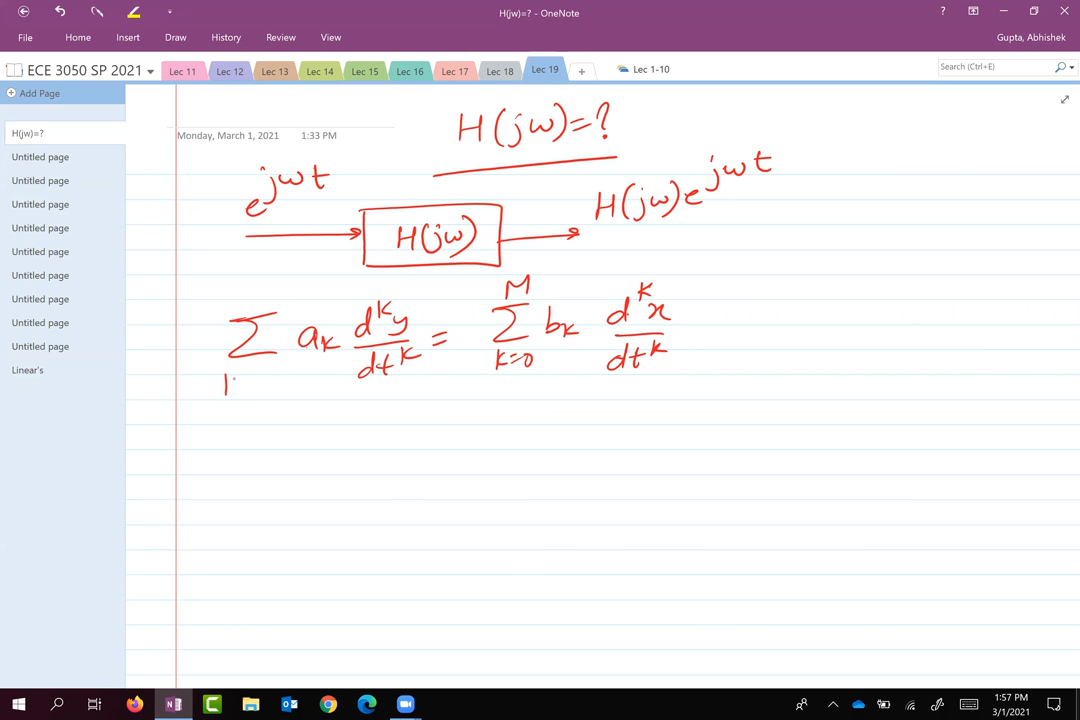 H(jw)=? - OneNote
?
File Home Insert Draw History Review View
Gupta, Abhishek
ECE 3050 SP 2021
Lec 11 Lec 12 Lec 13 Lec 14 Lec 15 Lec 16 Lec 17 Lec 18 Lec 19 + Lec 1-10
Search (Ctrl+E)
Add Page
H(jw)=?
Untitled page
Untitled page
Untitled page
Untitled page
Untitled page
Untitled page
Untitled page
Untitled page
Untitled page
Linear's
Monday, March 1, 2021 1:33 PM
H(jω)=?
e^{jωt} → H(jω) → H(jω)e^{jωt}
∑ a_k d^k y / dt^k = ∑_{k=0}^{M} b_k d^k x / dt^k
1:57 PM
3/1/2021